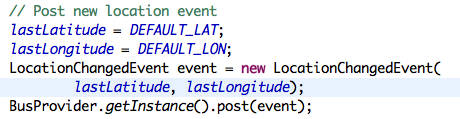 // Post new location event
lastLatitude = DEFAULT_LAT;
lastLongitude = DEFAULT_LON;
LocationChangedEvent event = new LocationChangedEvent(
lastLatitude, lastLongitude);
BusProvider.getInstance().post(event);